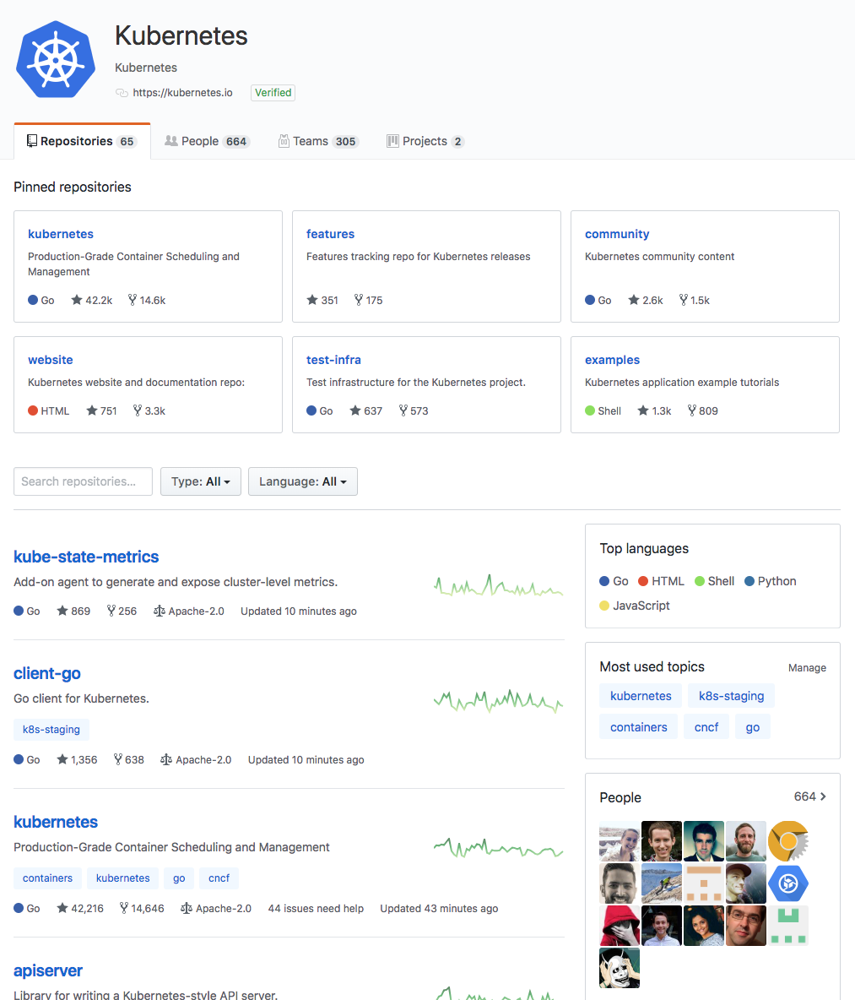 Kubernetes
Kubernetes
https://kubernetes.io Verified
Repositories 65 People 664 Teams 305 Projects 2
Pinned repositories
kubernetes
Production-Grade Container Scheduling and
Management
Go 42.2k 14.6k
features
Features tracking repo for Kubernetes releases
351 175
community
Kubernetes community content
Go 2.6k 1.5k
website
Kubernetes website and documentation repo:
HTML 751 3.3k
test-infra
Test infrastructure for the Kubernetes project.
Go 637 573
examples
Kubernetes application example tutorials
Shell 1.3k 809
Search repositories... Type: All Language: All
kube-state-metrics
Add-on agent to generate and expose cluster-level metrics.
Go 869 256 Apache-2.0 Updated 10 minutes ago
client-go
Go client for Kubernetes.
k8s-staging
Go 1,356 638 Apache-2.0 Updated 10 minutes ago
kubernetes
Production-Grade Container Scheduling and Management
containers kubernetes go cncf
Go 42,216 14,646 Apache-2.0 44 issues need help Updated 43 minutes ago
apiserver
Library for writing a Kubernetes-style API server.
Top languages
Go HTML Shell Python
JavaScript
Most used topics Manage
kubernetes k8s-staging
containers cncf go
People 664